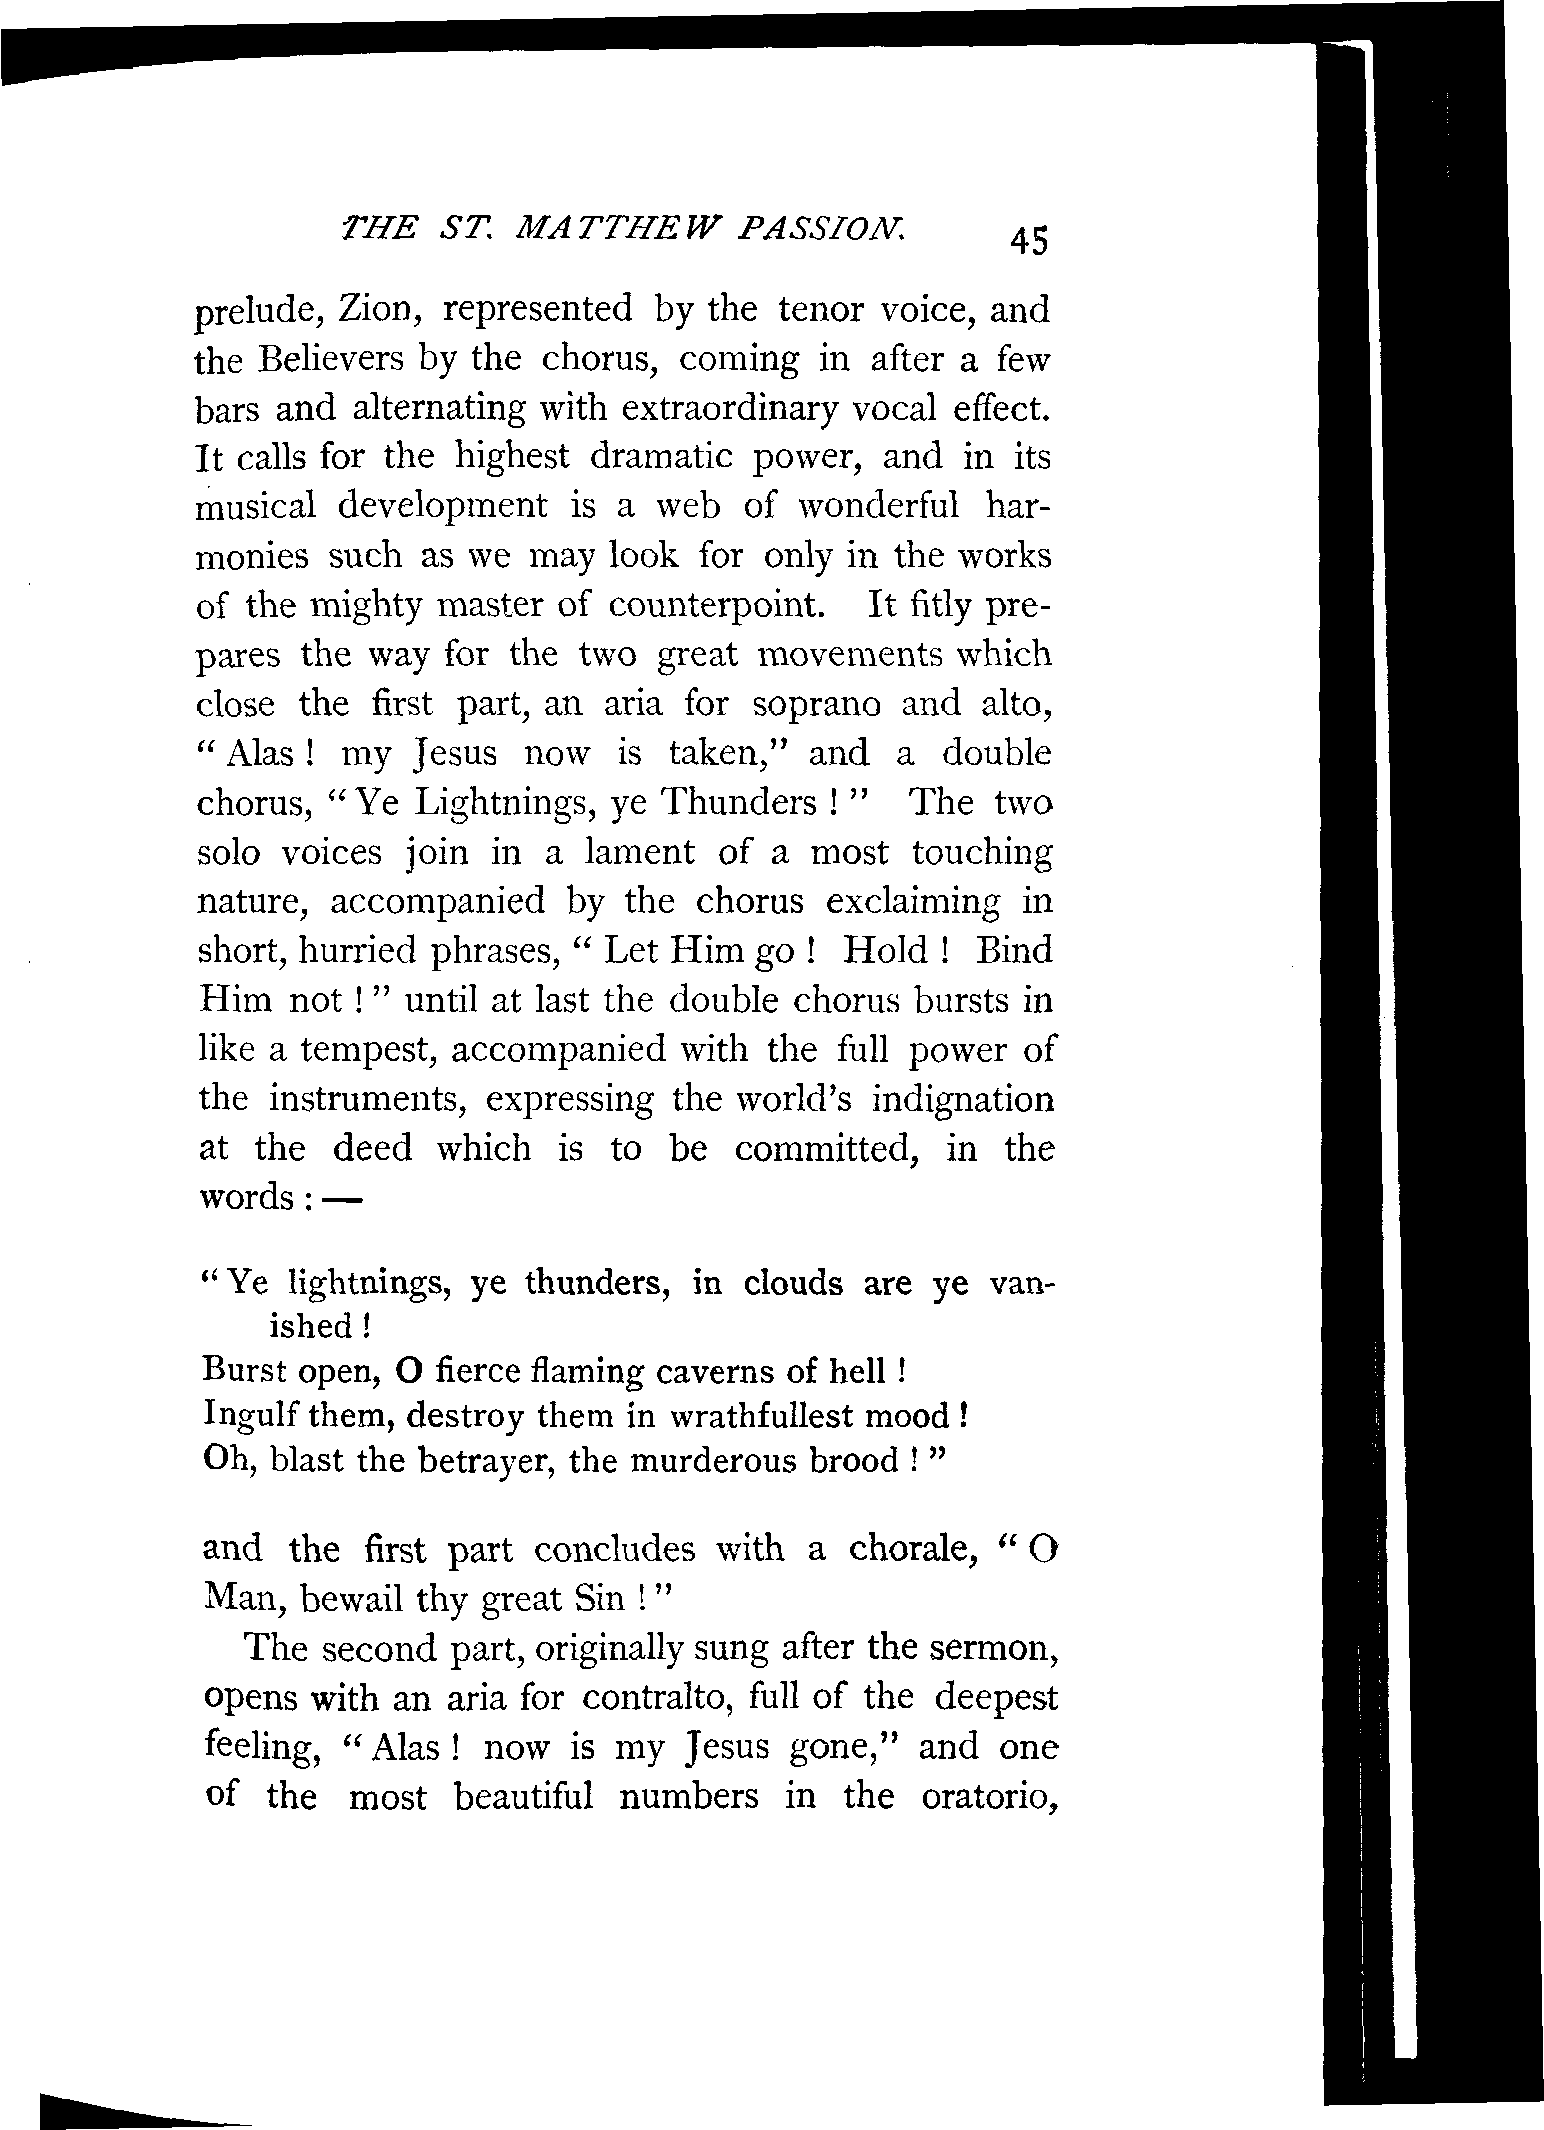 THE ST. MATTHEW PASSION. 45
prelude, Zion, represented by the tenor voice, and
the Believers by the chorus, coming in after a few
bars and alternating with extraordinary vocal effect.
It calls for the highest dramatic power, and in its
musical development is a web of wonderful har-
monies such as we may look for only in the works
of the mighty master of counterpoint. It fitly pre-
pares the way for the two great movements which
close the first part, an aria for soprano and alto,
“ Alas ! my Jesus now is taken,” and a double
chorus, “ Ye Lightnings, ye Thunders ! ” The two
solo voices join in a lament of a most touching
nature, accompanied by the chorus exclaiming in
short, hurried phrases, “ Let Him go ! Hold ! Bind
Him not ! ” until at last the double chorus bursts in
like a tempest, accompanied with the full power of
the instruments, expressing the world's indignation
at the deed which is to be committed, in the
words : —
“ Ye lightnings, ye thunders, in clouds are ye van-
ished !
Burst open, O fierce flaming caverns of hell !
Ingulf them, destroy them in wrathfullest mood !
Oh, blast the betrayer, the murderous brood ! ”
and the first part concludes with a chorale, “ O
Man, bewail thy great Sin ! ”
The second part, originally sung after the sermon,
opens with an aria for contralto, full of the deepest
feeling, “ Alas ! now is my Jesus gone,” and one
of the most beautiful numbers in the oratorio,